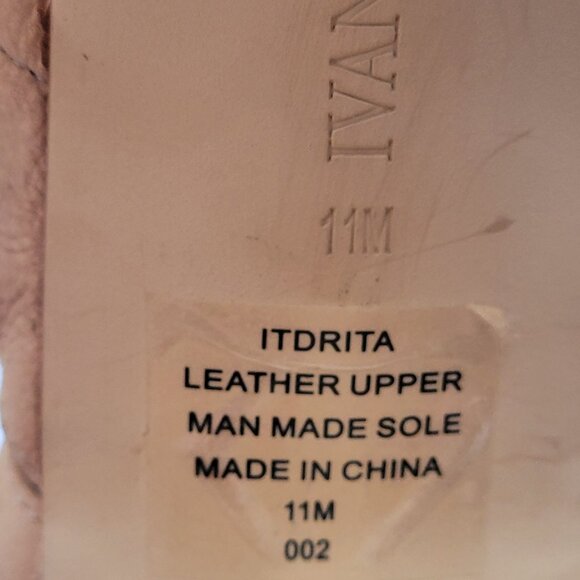 IVAN
11M
ITDRITA
LEATHER UPPER
MAN MADE SOLE
MADE IN CHINA
11M
002